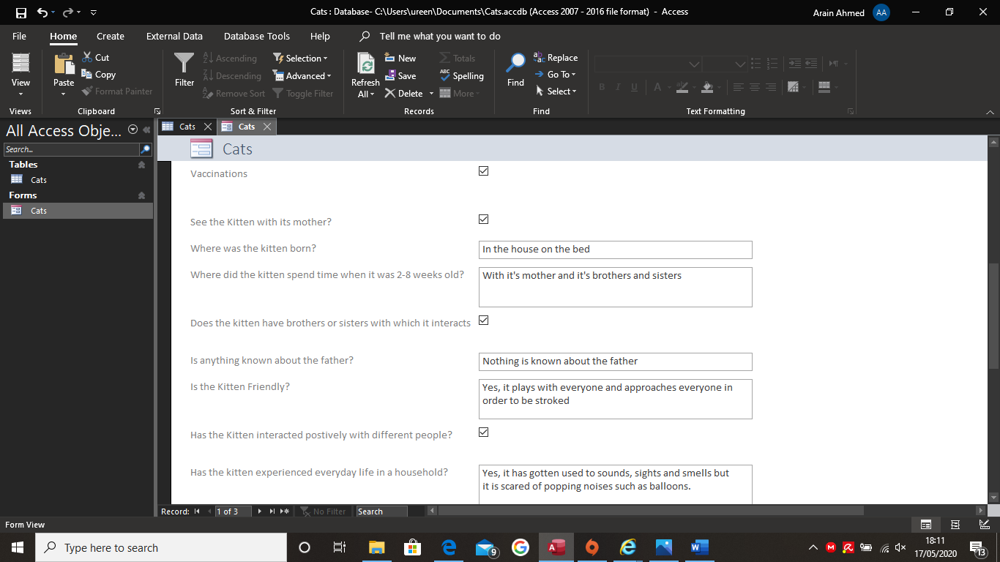 Cats : Database- C:\Users\ureen\Documents\Cats.accdb (Access 2007 - 2016 file format) - Access
Arain Ahmed AA
File Home Create External Data Database Tools Help Tell me what you want to do
View
Views
Paste
Cut
Copy
Format Painter
Clipboard
Filter
Ascending
Descending
Remove Sort
Selection
Advanced
Toggle Filter
Sort & Filter
Refresh
All
New
Save
Delete
Totals
Spelling
More
Records
Find
Replace
Go To
Select
Find
B I U A
Text Formatting
All Access Obje...
Search...
Tables
Cats
Forms
Cats
Cats Cats
Cats
Vaccinations
See the Kitten with its mother?
Where was the kitten born? In the house on the bed
Where did the kitten spend time when it was 2-8 weeks old? With it's mother and it's brothers and sisters
Does the kitten have brothers or sisters with which it interacts
Is anything known about the father? Nothing is known about the father
Is the Kitten Friendly? Yes, it plays with everyone and approaches everyone in
order to be stroked
Has the Kitten interacted postively with different people?
Has the kitten experienced everyday life in a household? Yes, it has gotten used to sounds, sights and smells but
it is scared of popping noises such as balloons.
Record: 1 of 3 No Filter Search
Form View
Type here to search
9
18:11
17/05/2020
13